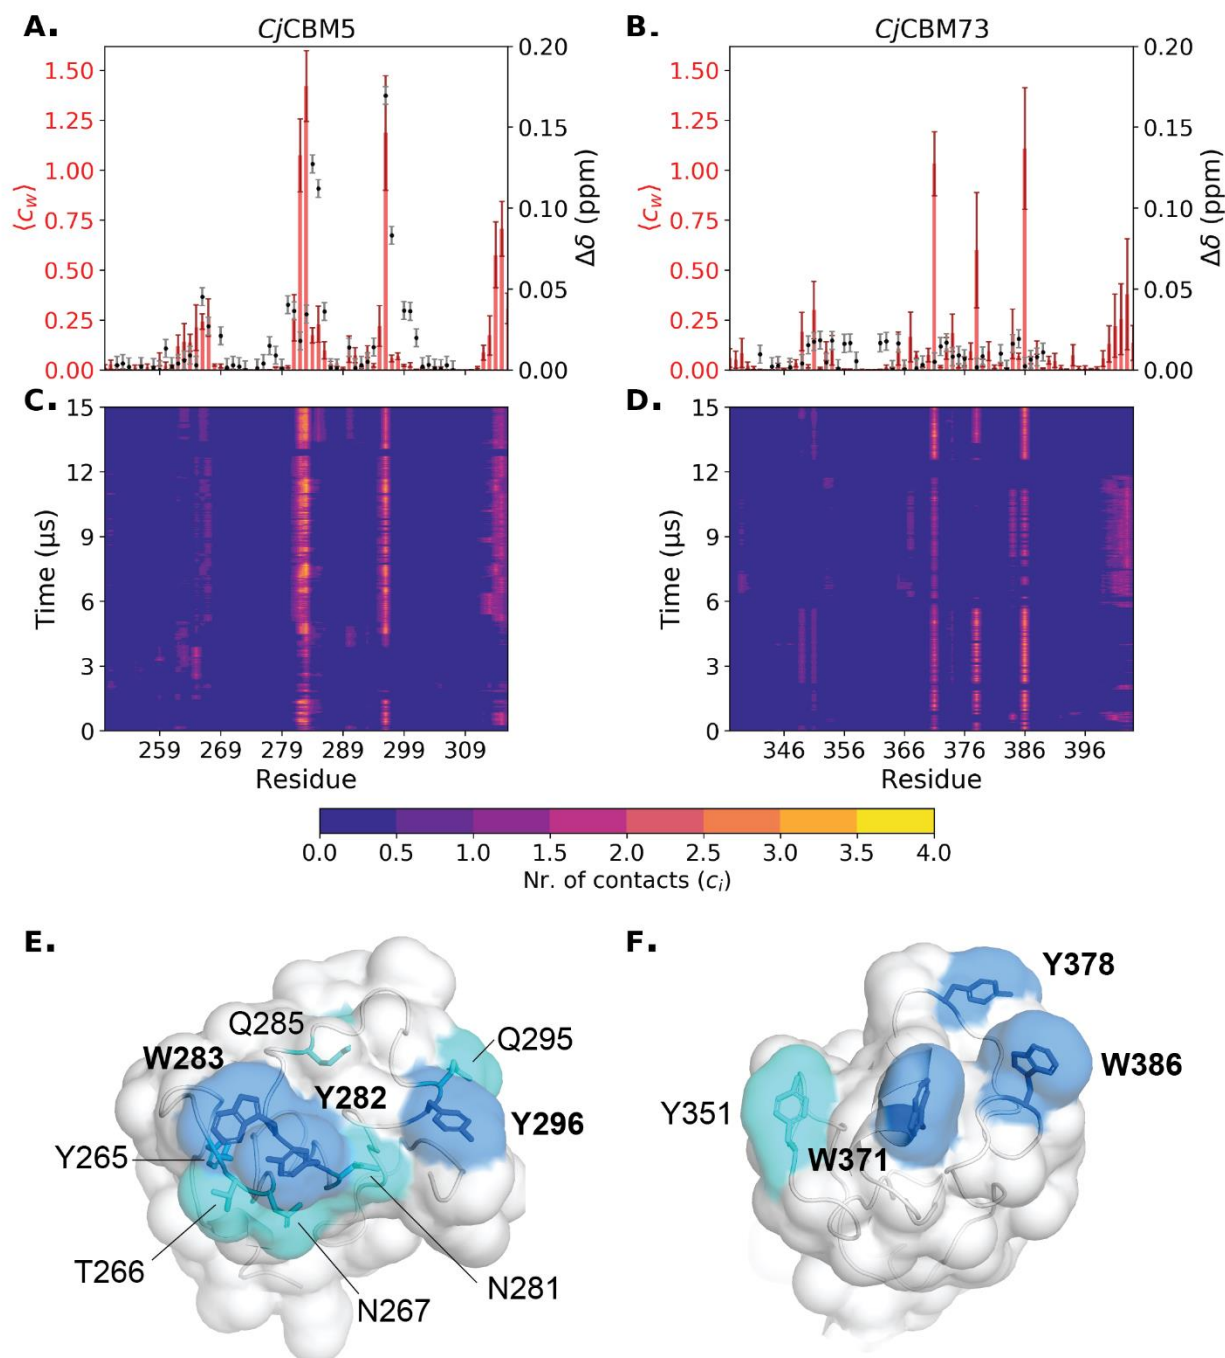 A. CjCBM5
B. CjCBM73
⟨c_w⟩
1.50
1.25
1.00
0.75
0.50
0.25
0.00
0.20
0.15
0.10
0.05
0.00
Δδ (ppm)
⟨c_w⟩
1.50
1.25
1.00
0.75
0.50
0.25
0.00
0.20
0.15
0.10
0.05
0.00
Δδ (ppm)
C.
Time (μs)
15
12
9
6
3
0
259 269 279 289 299 309
Residue
D.
Time (μs)
15
12
9
6
3
0
346 356 366 376 386 396
Residue
0.0 0.5 1.0 1.5 2.0 2.5 3.0 3.5 4.0
Nr. of contacts (c_i)
E.
Q285
Q295
W283
Y282
Y296
Y265
T266
N267
N281
F.
Y378
W386
Y351
W371